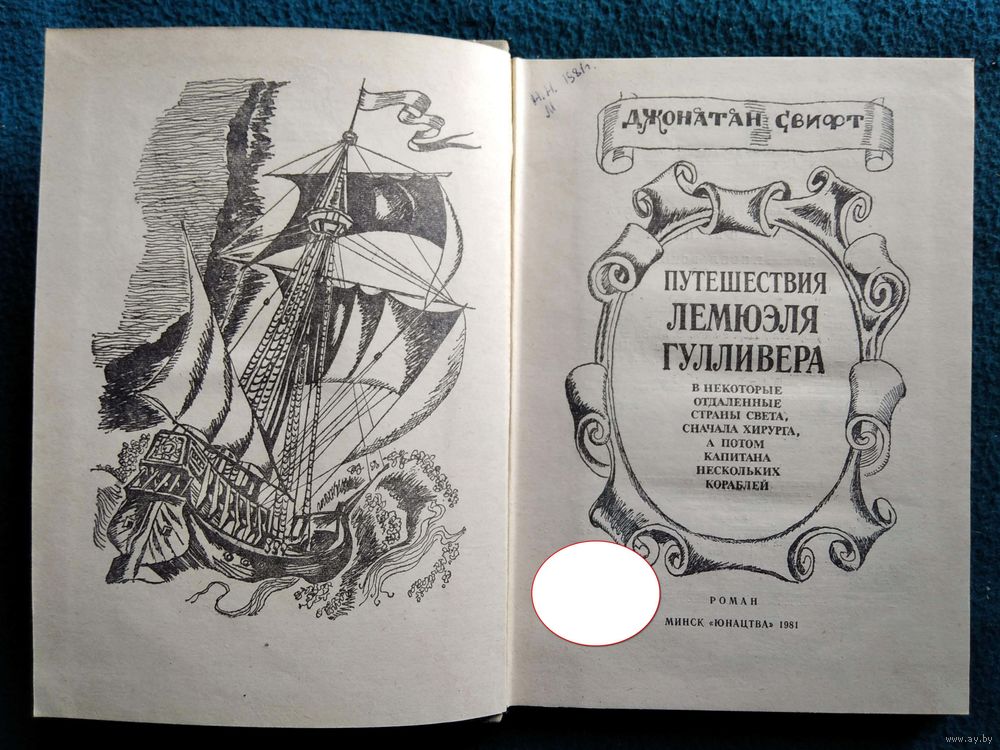 ДЖОНАТАН СВИФТ
ПУТЕШЕСТВИЯ
ЛЕМЮЭЛЯ
ГУЛЛИВЕРА
В НЕКОТОРЫЕ
ОТДАЛЕННЫЕ
СТРАНЫ СВЕТА,
СНАЧАЛА ХИРУРГА,
А ПОТОМ
КАПИТАНА
НЕСКОЛЬКИХ
КОРАБЛЕЙ
РОМАН
МИНСК «ЮНАЦТВА» 1981
www.ay.by